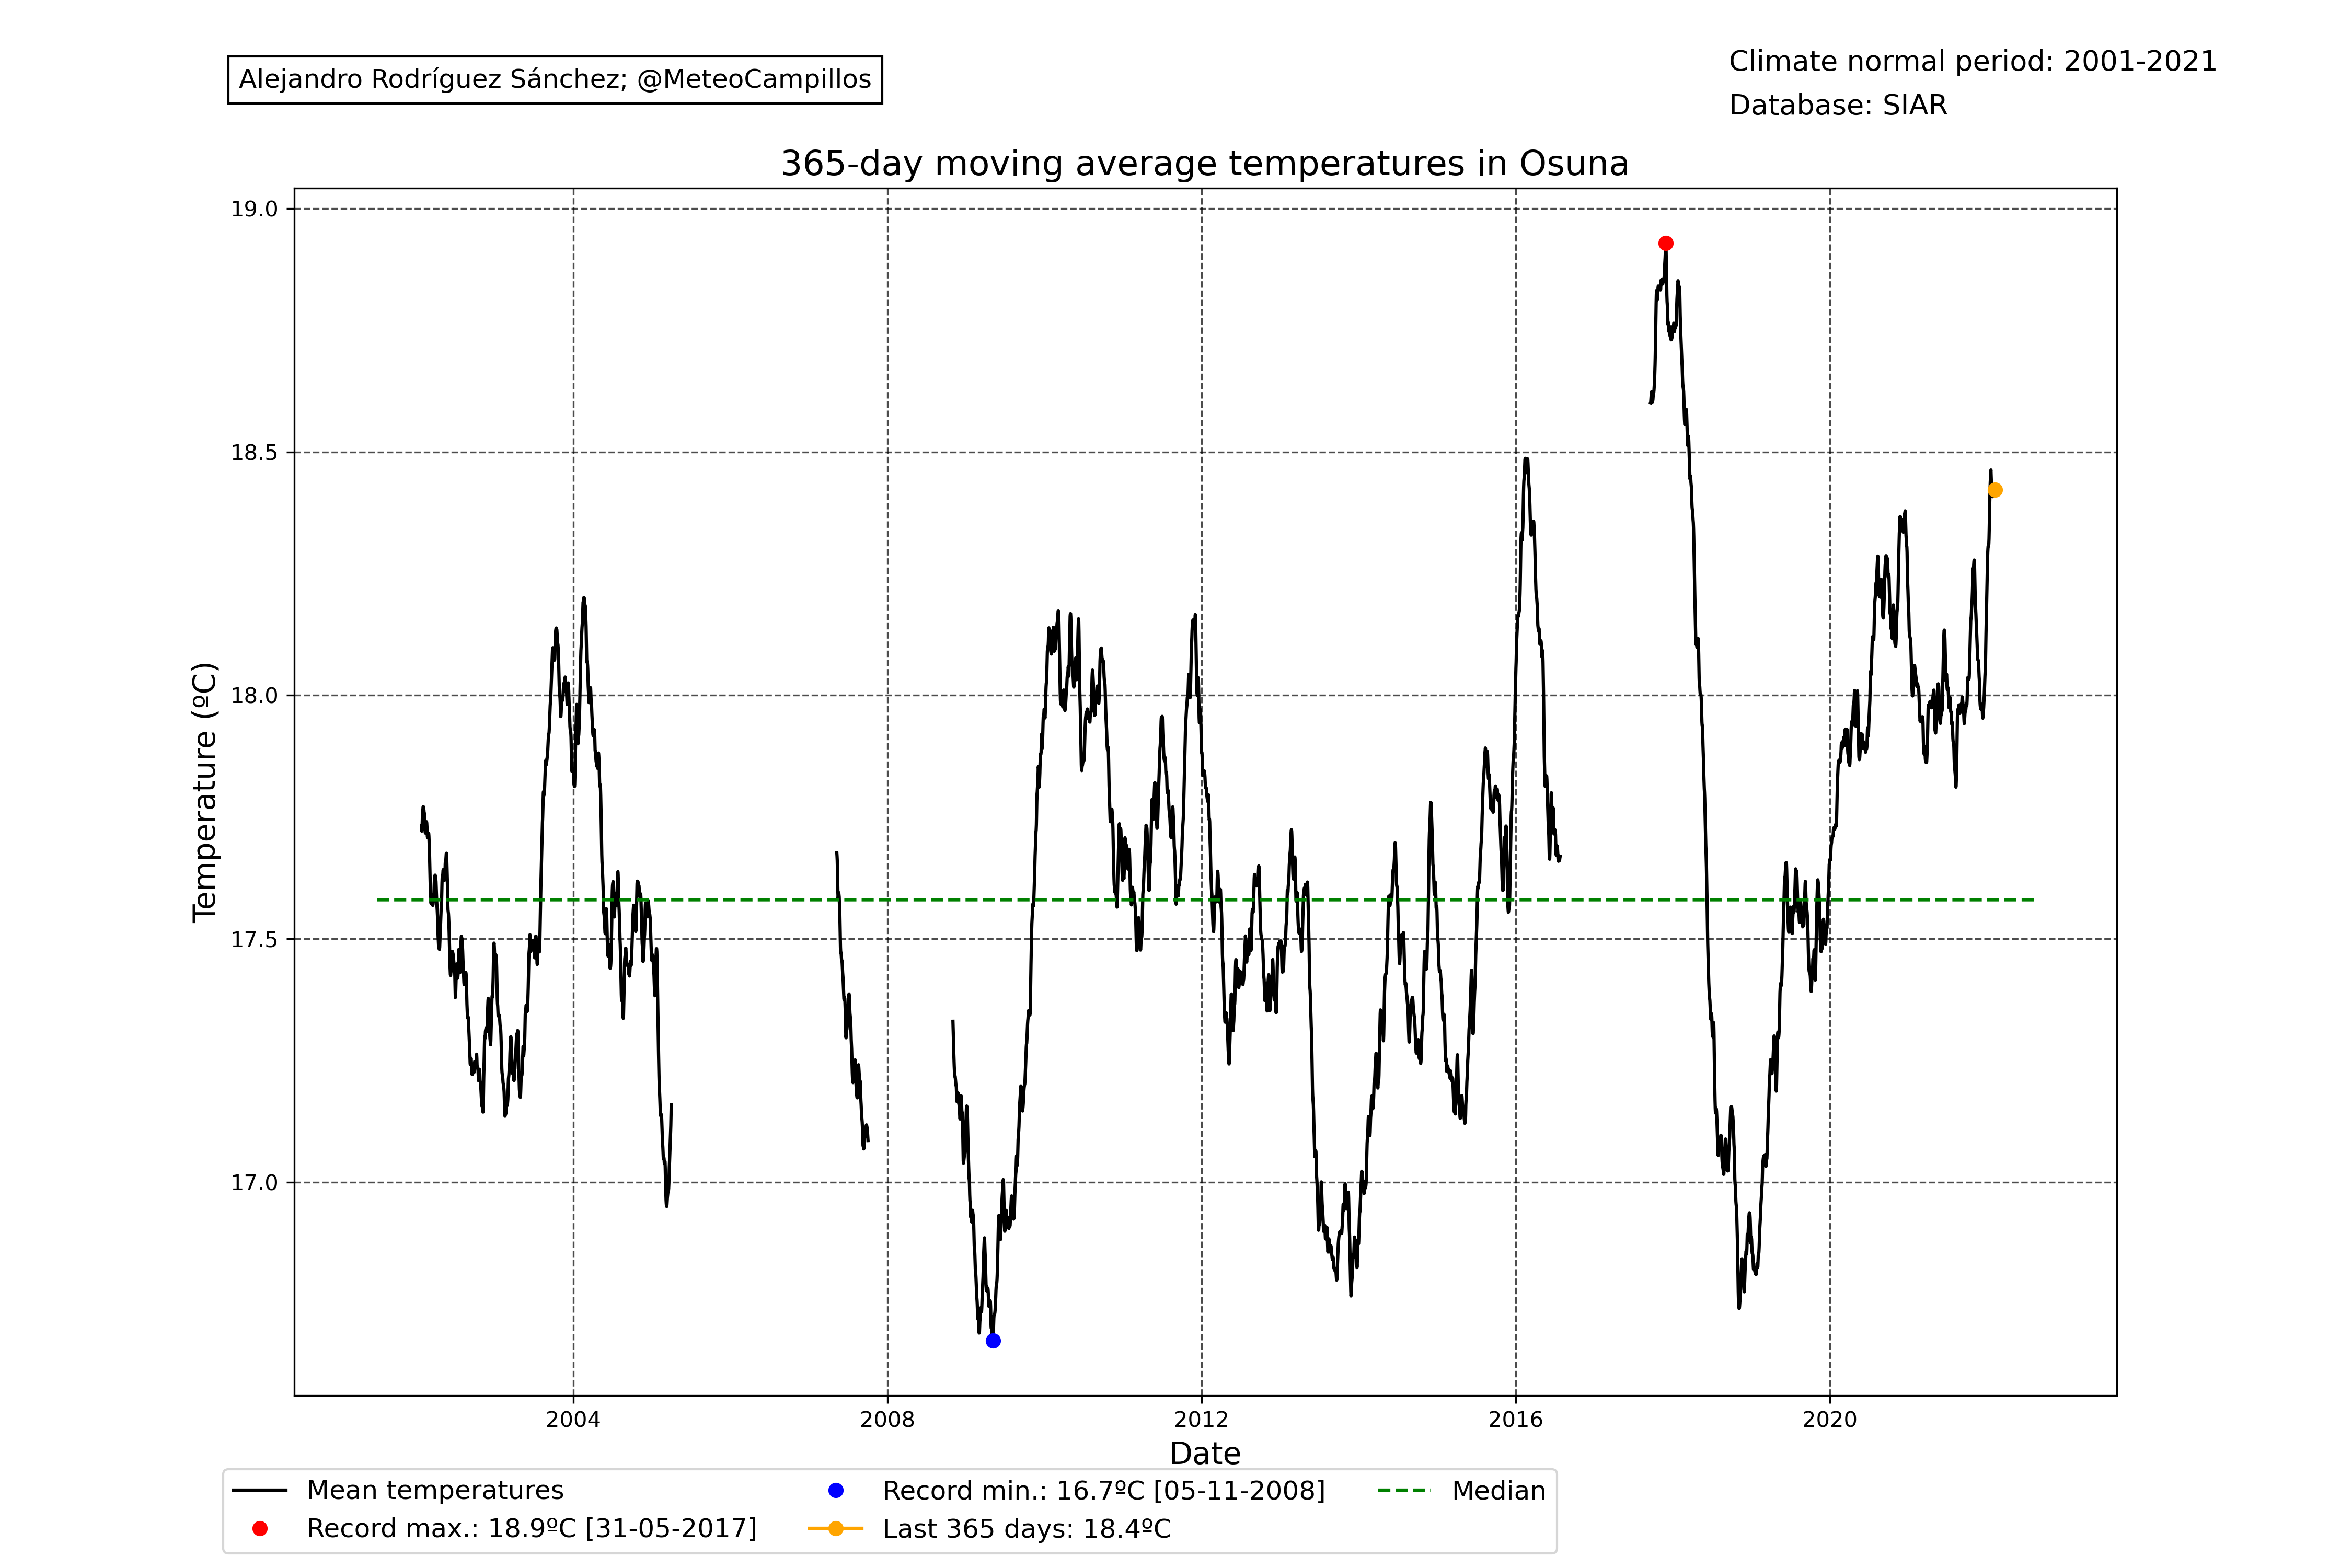 Alejandro Rodríguez Sánchez; @MeteoCampillos
Climate normal period: 2001-2021
Database: SIAR
365-day moving average temperatures in Osuna
19.0
18.5
18.0
17.5
17.0
Temperature (ºC)
2004 2008 2012 2016 2020
Date
Mean temperatures
Record max.: 18.9ºC [31-05-2017]
Record min.: 16.7ºC [05-11-2008]
Last 365 days: 18.4ºC
Median